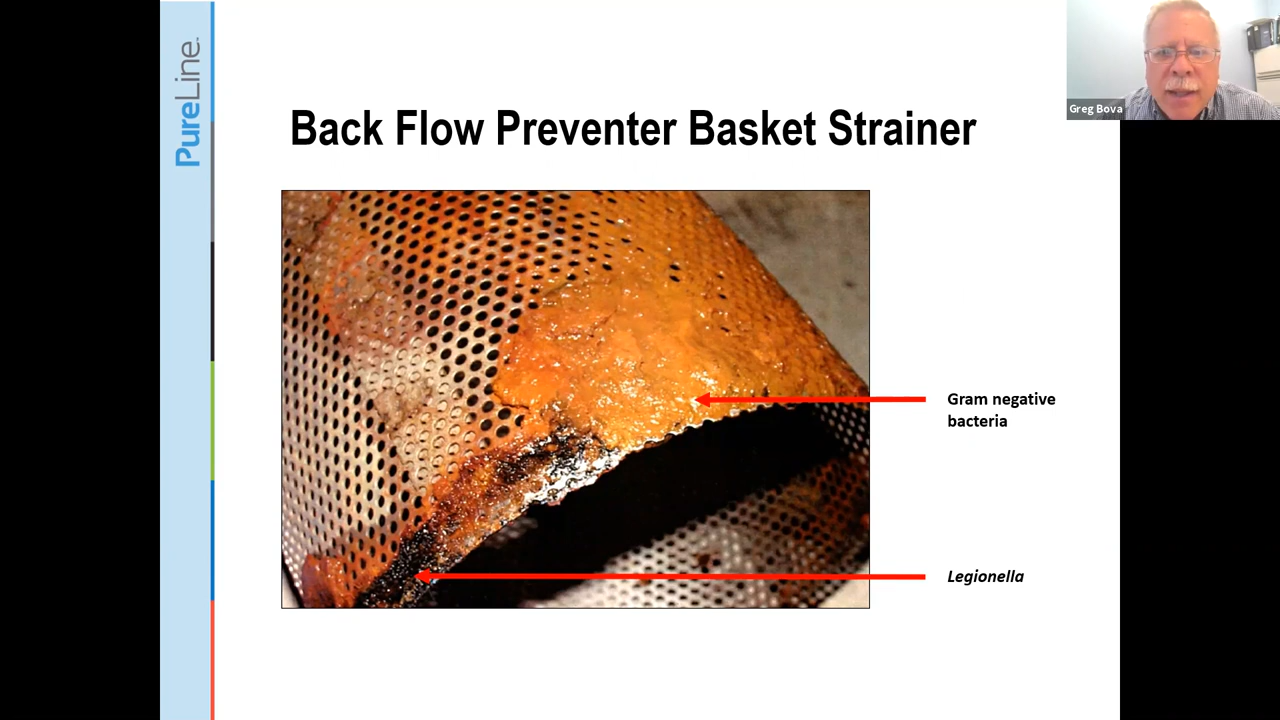 PureLine
Back Flow Preventer Basket Strainer
Greg Bova
Gram negative
bacteria
Legionella